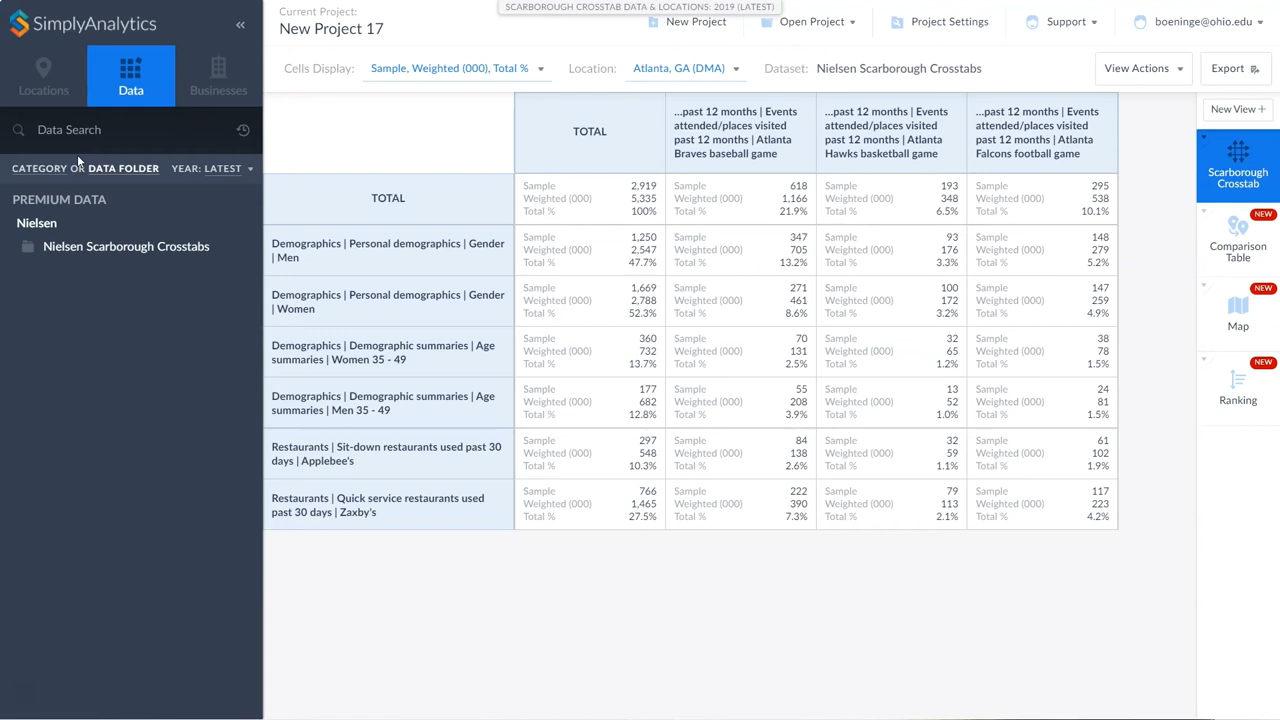 SCARBOROUGH CROSSTAB DATA & LOCATIONS: 2019 (LATEST)
SimplyAnalytics
«
Current Project:
New Project 17
New Project
Open Project
Project Settings
Support
boeninge@ohio.edu
Locations
Data
Businesses
Cells Display:
Sample, Weighted (000), Total %
Location:
Atlanta, GA (DMA)
Dataset:
Nielsen Scarborough Crosstabs
View Actions
Export
Data Search
CATEGORY OR DATA FOLDER
YEAR: LATEST
PREMIUM DATA
Nielsen
Nielsen Scarborough Crosstabs
TOTAL
...past 12 months | Events
attended/places visited
past 12 months | Atlanta
Braves baseball game
...past 12 months | Events
attended/places visited
past 12 months | Atlanta
Hawks basketball game
...past 12 months | Events
attended/places visited
past 12 months | Atlanta
Falcons football game
TOTAL
Sample 2,919 Sample 618 Sample 193 Sample 295
Weighted (000) 5,335 Weighted (000) 1,166 Weighted (000) 348 Weighted (000) 538
Total % 100% Total % 21.9% Total % 6.5% Total % 10.1%
Demographics | Personal demographics | Gender
| Men
Sample 1,250 Sample 347 Sample 93 Sample 148
Weighted (000) 2,547 Weighted (000) 705 Weighted (000) 176 Weighted (000) 279
Total % 47.7% Total % 13.2% Total % 3.3% Total % 5.2%
Demographics | Personal demographics | Gender
| Women
Sample 1,669 Sample 271 Sample 100 Sample 147
Weighted (000) 2,788 Weighted (000) 461 Weighted (000) 172 Weighted (000) 259
Total % 52.3% Total % 8.6% Total % 3.2% Total % 4.9%
Demographics | Demographic summaries | Age
summaries | Women 35 - 49
Sample 360 Sample 70 Sample 32 Sample 38
Weighted (000) 732 Weighted (000) 131 Weighted (000) 65 Weighted (000) 78
Total % 13.7% Total % 2.5% Total % 1.2% Total % 1.5%
Demographics | Demographic summaries | Age
summaries | Men 35 - 49
Sample 177 Sample 55 Sample 13 Sample 24
Weighted (000) 682 Weighted (000) 208 Weighted (000) 52 Weighted (000) 81
Total % 12.8% Total % 3.9% Total % 1.0% Total % 1.5%
Restaurants | Sit-down restaurants used past 30
days | Applebee's
Sample 297 Sample 84 Sample 32 Sample 61
Weighted (000) 548 Weighted (000) 138 Weighted (000) 59 Weighted (000) 102
Total % 10.3% Total % 2.6% Total % 1.1% Total % 1.9%
Restaurants | Quick service restaurants used
past 30 days | Zaxby's
Sample 766 Sample 222 Sample 79 Sample 117
Weighted (000) 1,465 Weighted (000) 390 Weighted (000) 113 Weighted (000) 223
Total % 27.5% Total % 7.3% Total % 2.1% Total % 4.2%
New View +
Scarborough
Crosstab
NEW
Comparison
Table
NEW
Map
NEW
Ranking